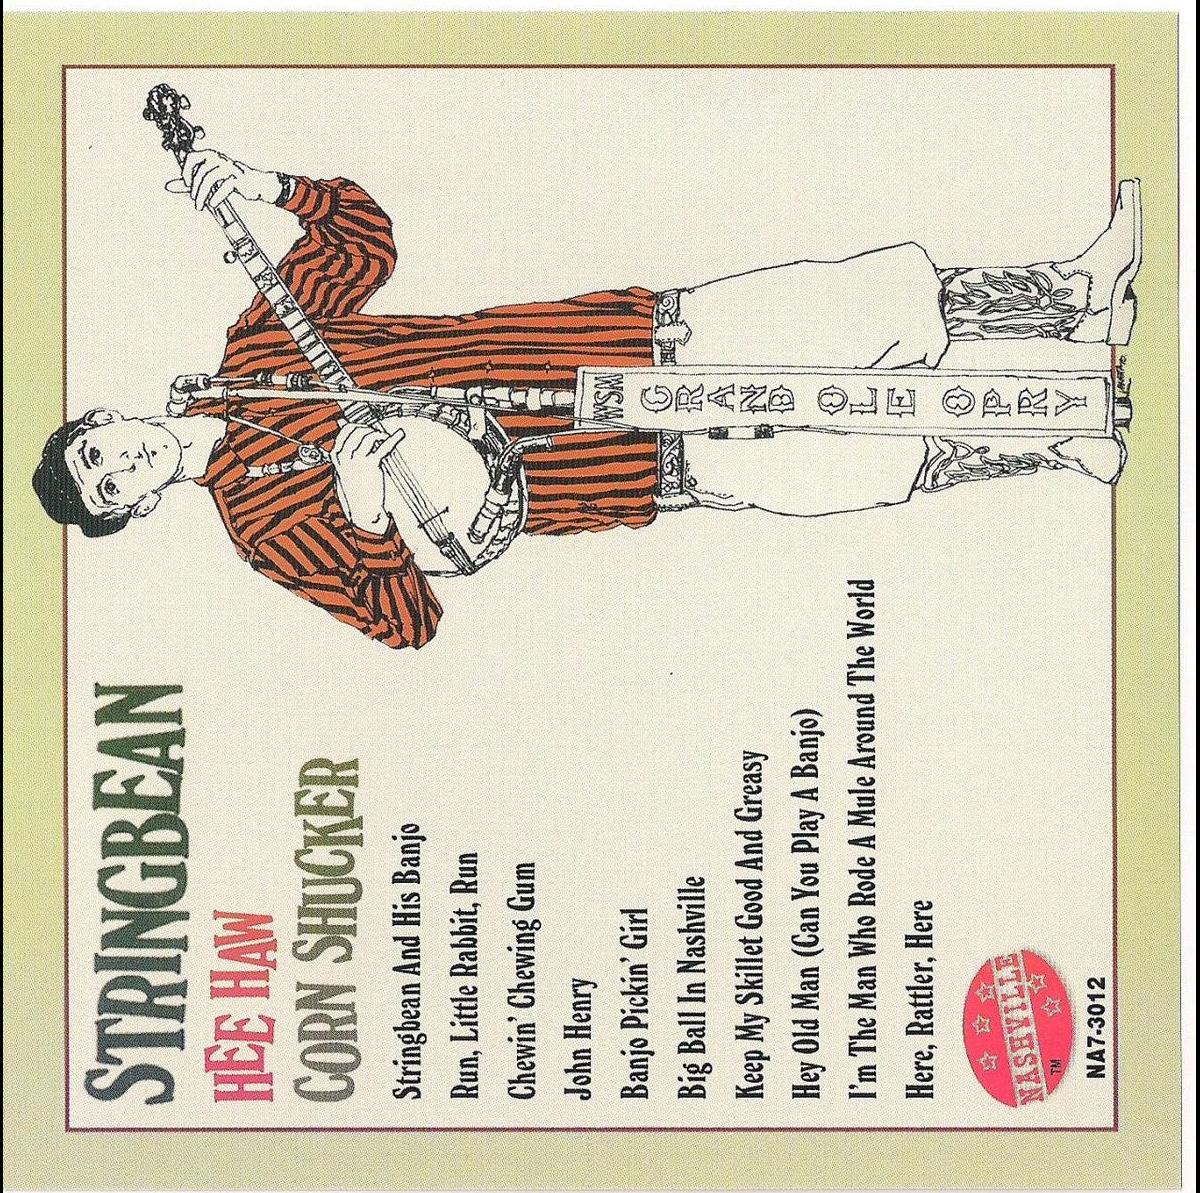 STRINGBEAN
HEE HAW
CORN SHUCKER
Stringbean And His Banjo
Run, Little Rabbit, Run
Chewin' Chewing Gum
John Henry
Banjo Pickin' Girl
Big Ball In Nashville
Keep My Skillet Good And Greasy
Hey Old Man (Can You Play A Banjo)
I'm The Man Who Rode A Mule Around The World
Here, Rattler, Here
NASHVILLE
TM
NA7-3012
WSM
GRAND OLE OPRY